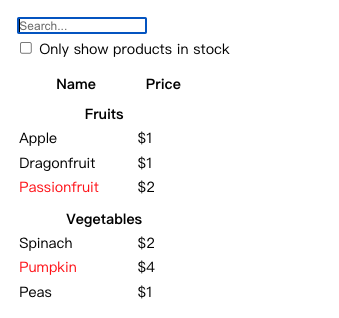 Search...
Only show products in stock
Name Price
Fruits
Apple $1
Dragonfruit $1
Passionfruit $2
Vegetables
Spinach $2
Pumpkin $4
Peas $1